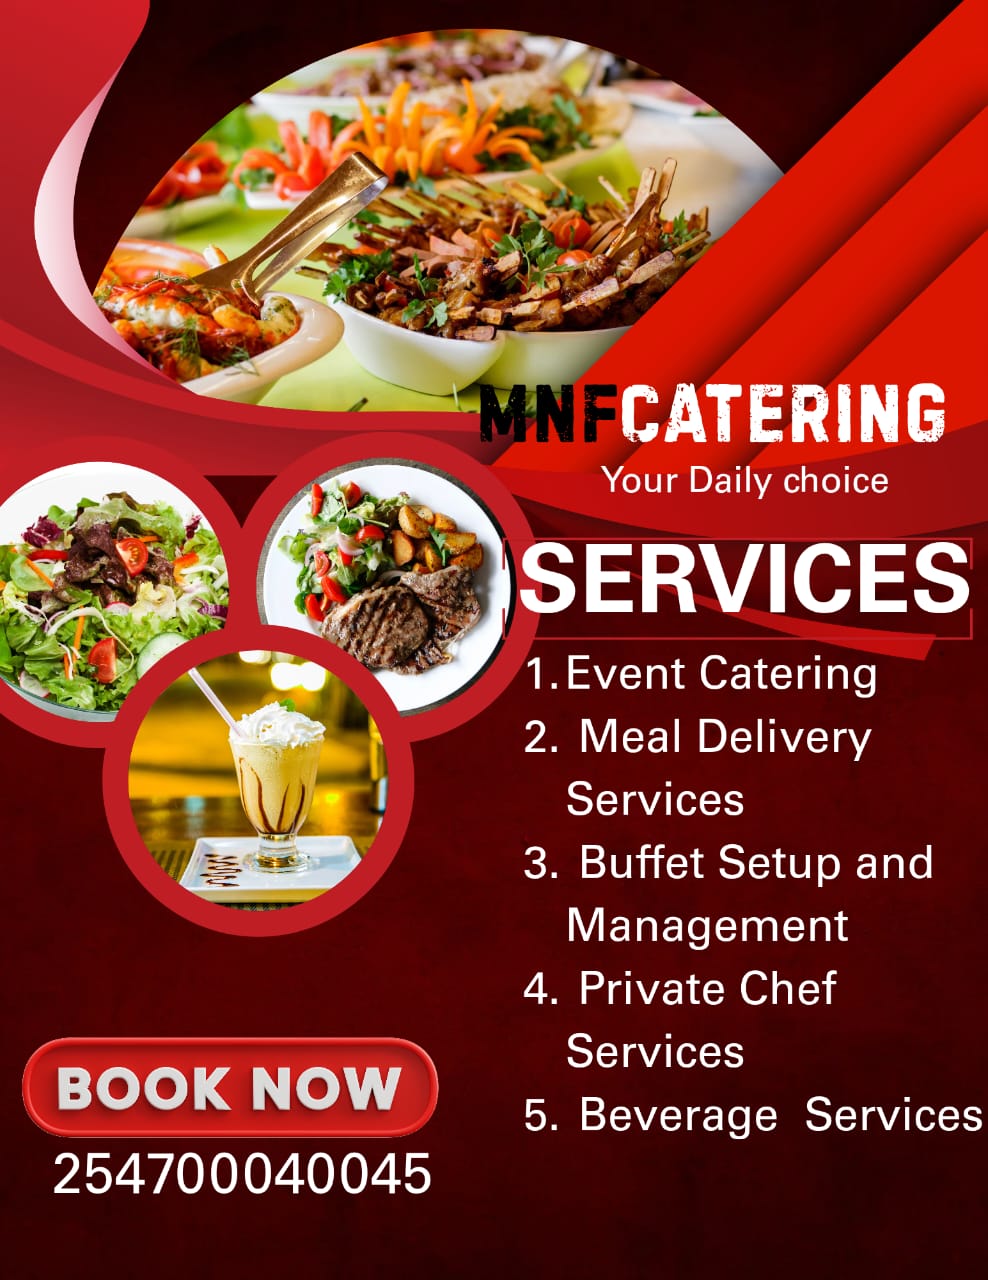 MNFCATERING
Your Daily choice
SERVICES
1. Event Catering
2. Meal Delivery
Services
3. Buffet Setup and
Management
4. Private Chef
Services
5. Beverage Services
BOOK NOW
254700040045